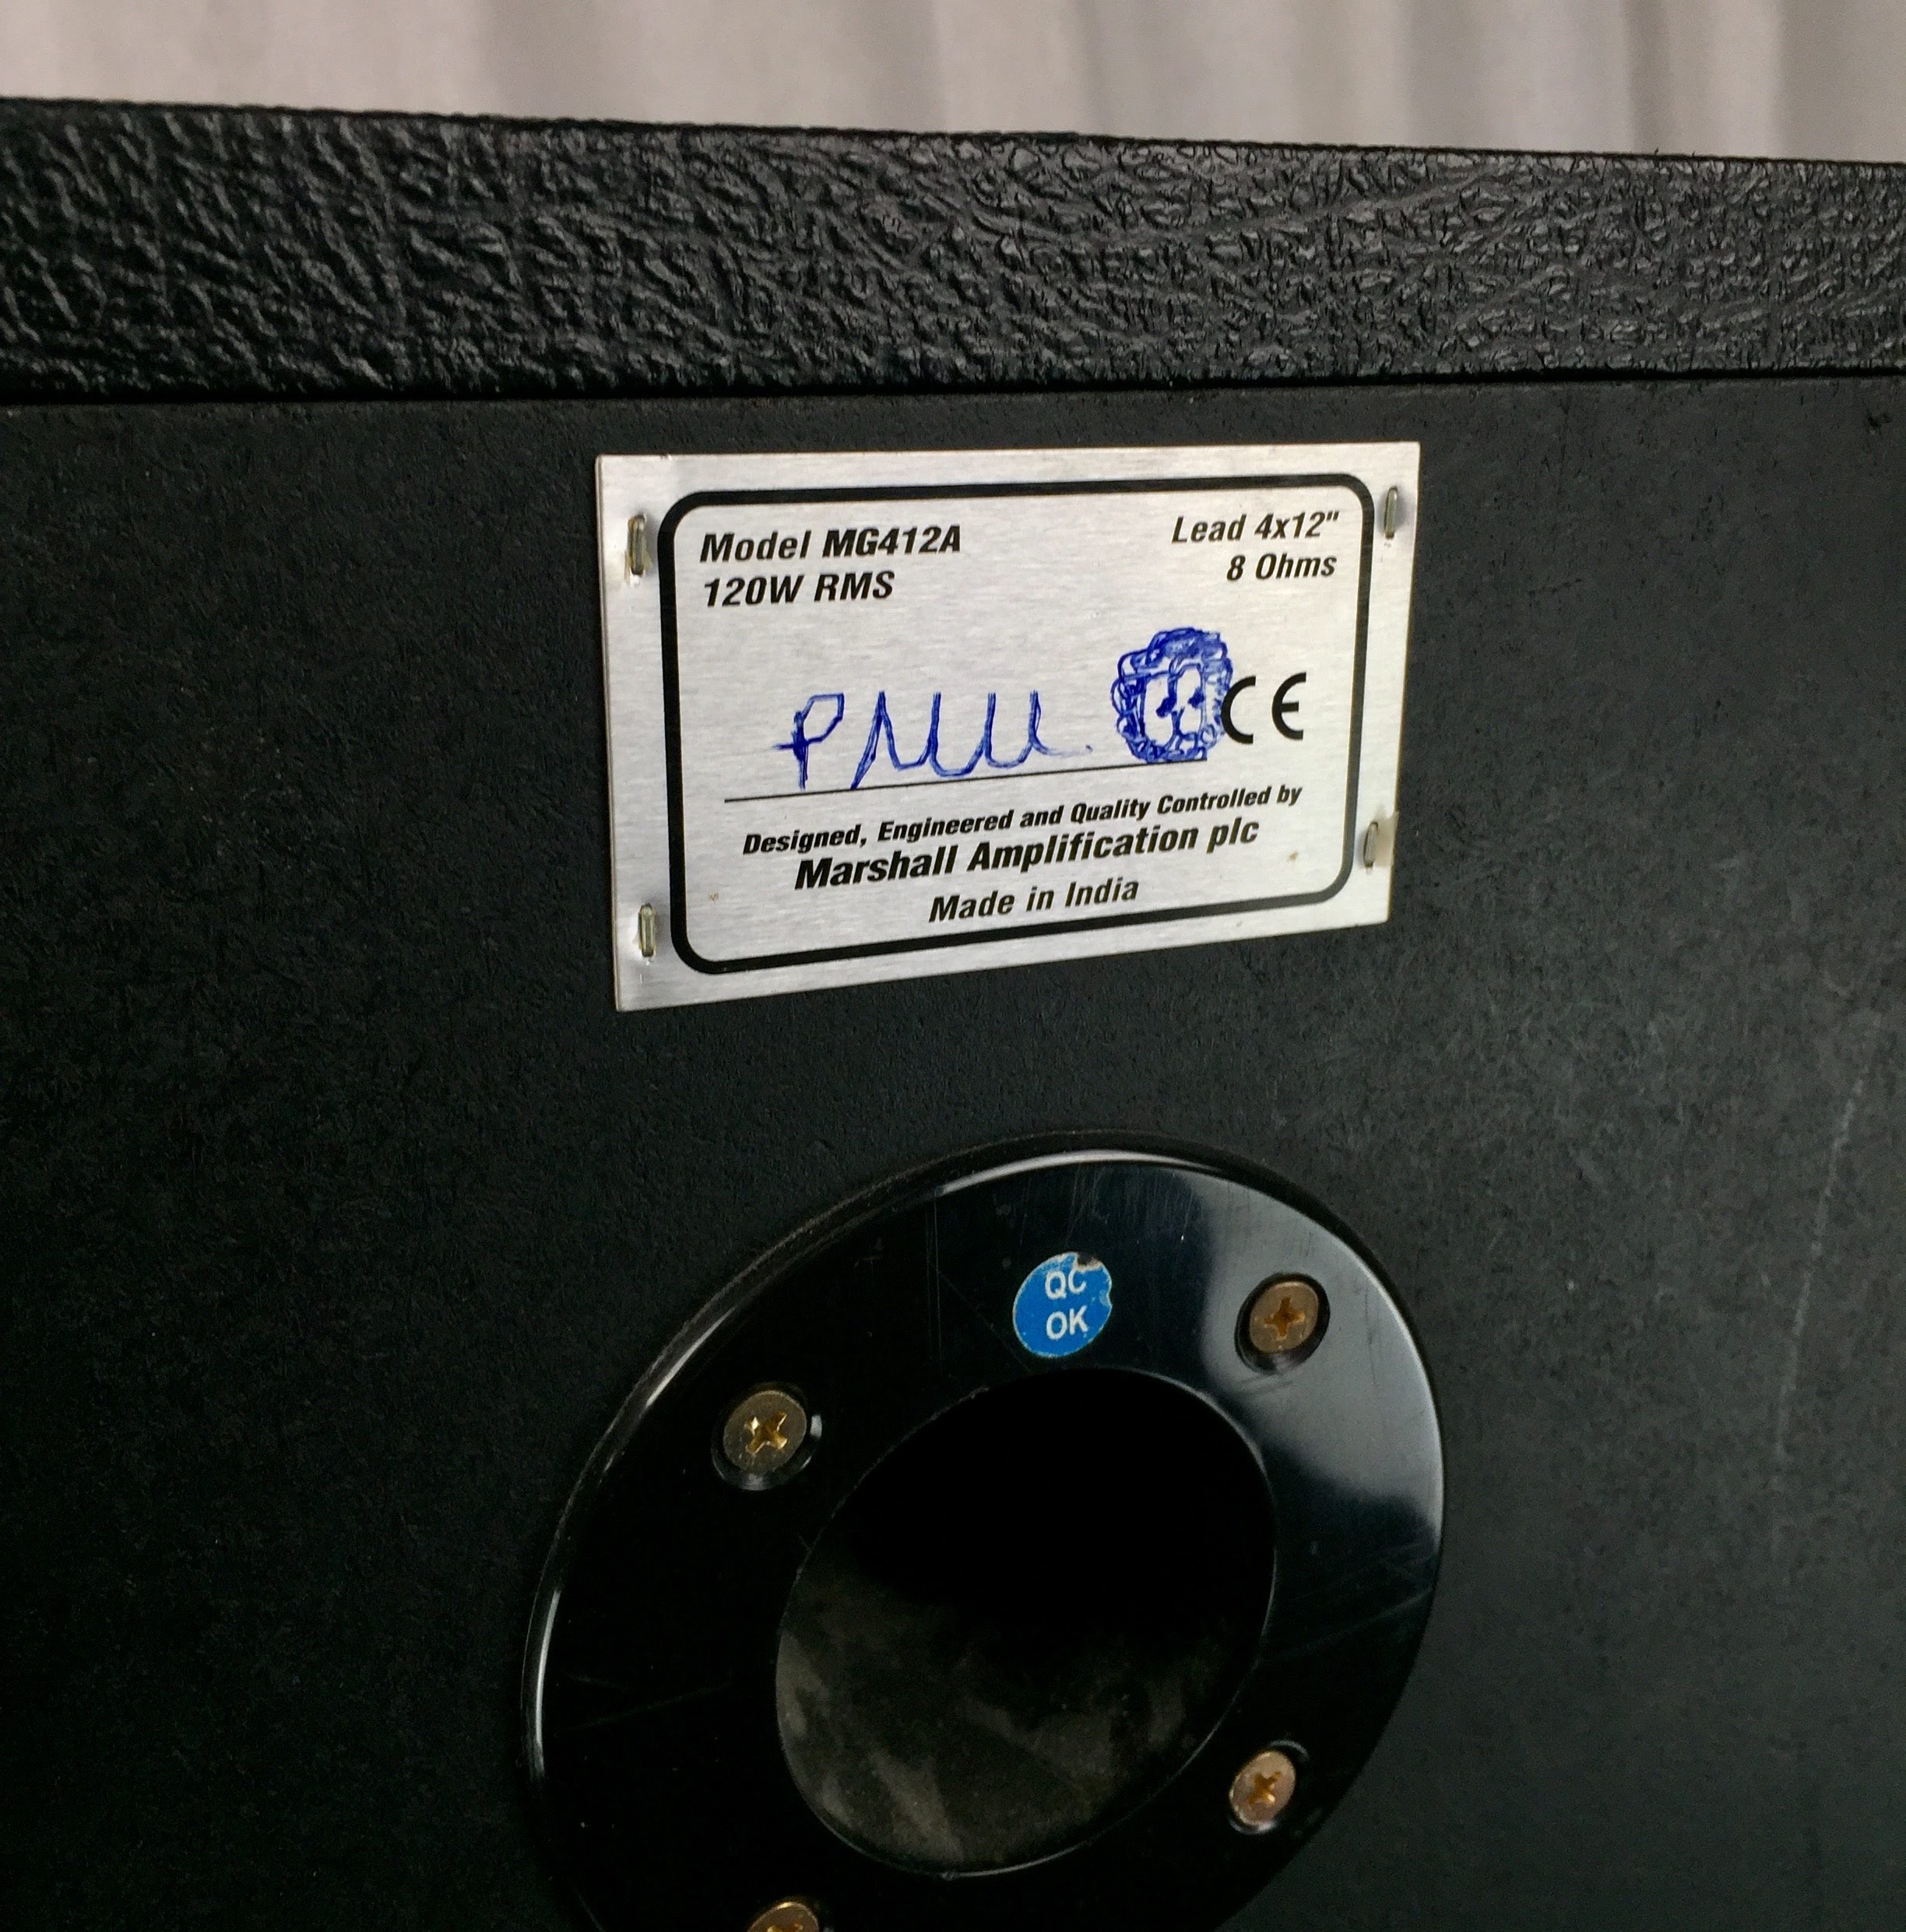 Model MG412A
Lead 4x12"
120W RMS
8 Ohms
CE
Designed, Engineered and Quality Controlled by
Marshall Amplification plc
Made in India
QC
OK